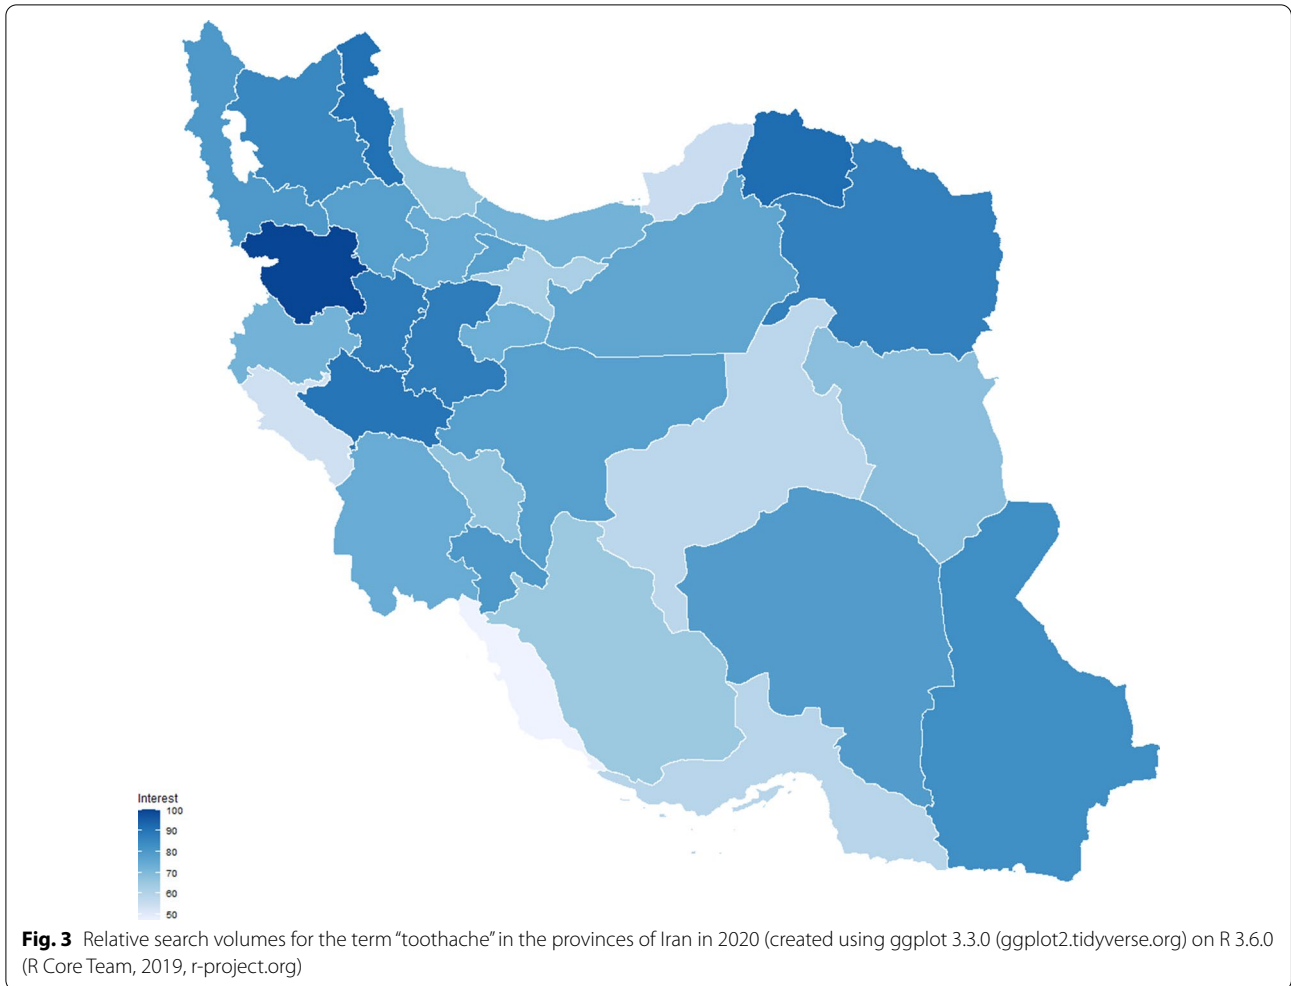 Interest
100
90
80
70
60
50
Fig. 3 Relative search volumes for the term “toothache” in the provinces of Iran in 2020 (created using ggplot 3.3.0 (ggplot2.tidyverse.org) on R 3.6.0
(R Core Team, 2019, r-project.org)